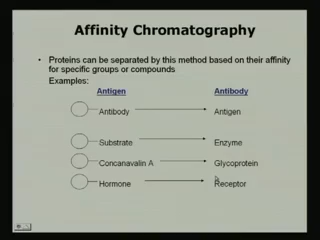 Affinity Chromatography
• Proteins can be separated by this method based on their affinity
for specific groups or compounds
Examples:
Antigen Antibody
Antibody Antigen
Substrate Enzyme
Concanavalin A Glycoprotein
Hormone Receptor